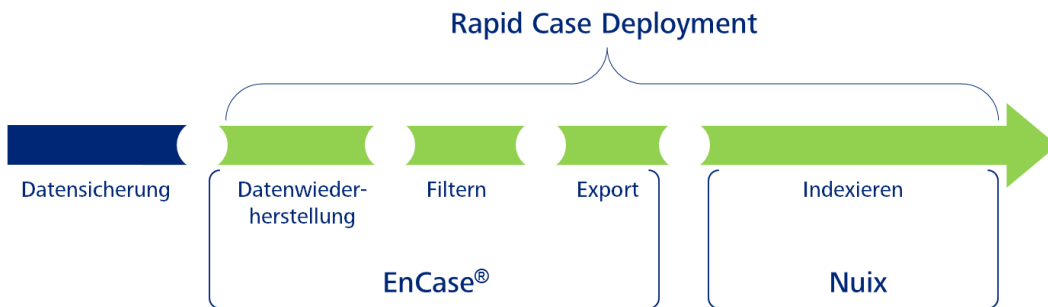 Rapid Case Deployment
Datensicherung
Datenwieder-
herstellung
Filtern
Export
Indexieren
EnCase®
Nuix